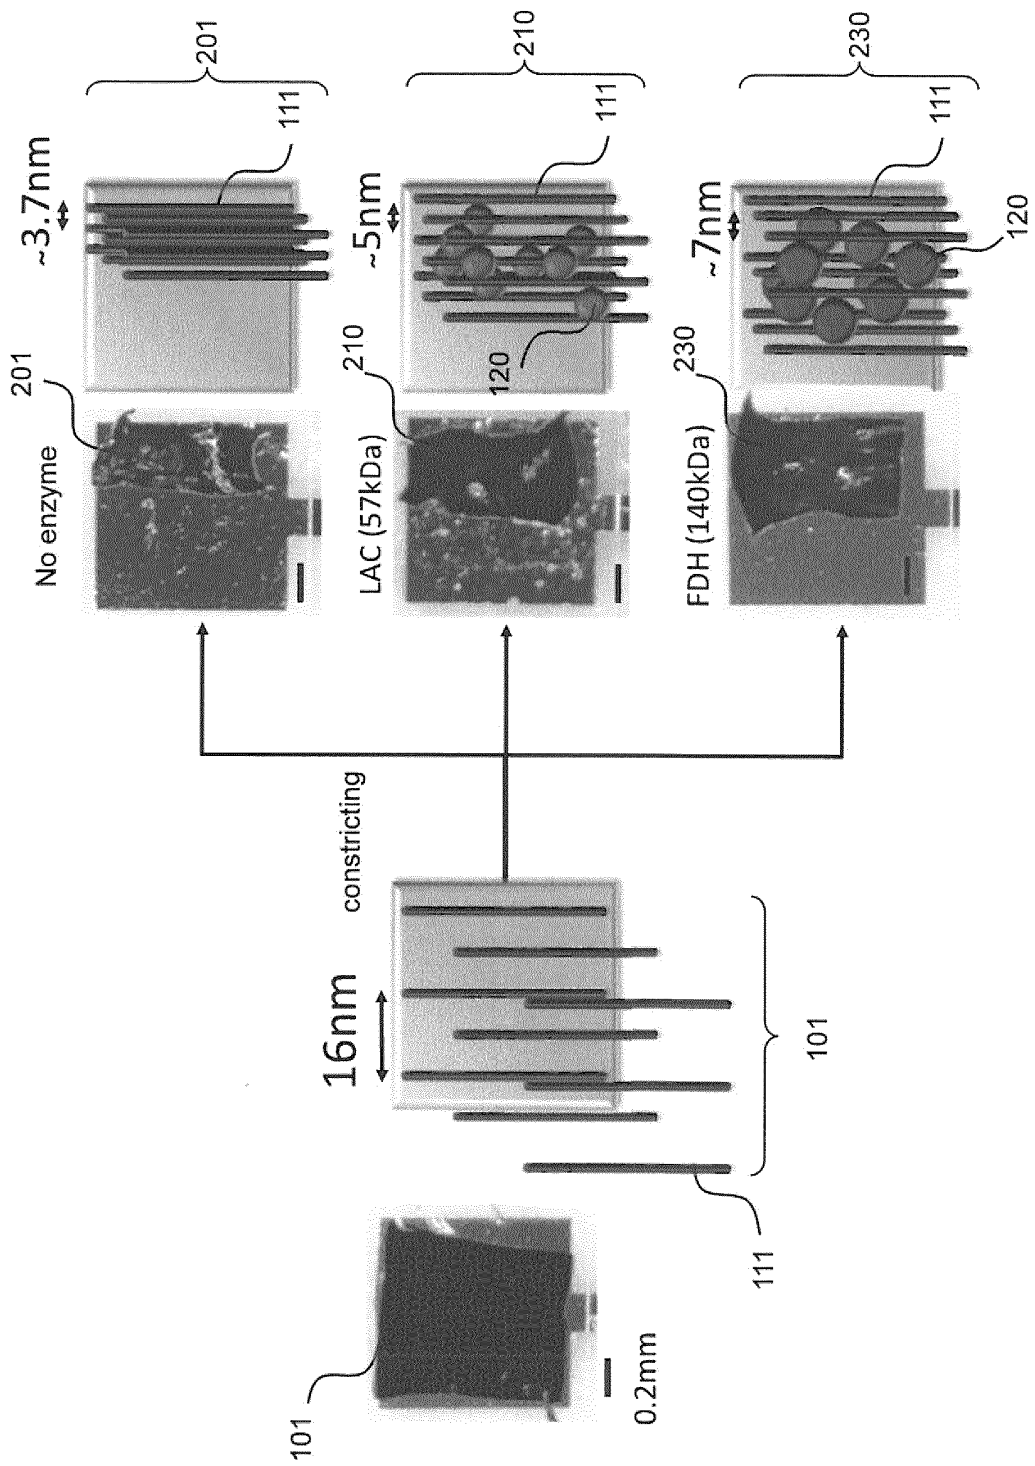 No enzyme
201
~3.7nm
111
201
101
16nm
constricting
LAC (57kDa)
210
~5nm
120
111
210
0.2mm
111
101
FDH (140kDa)
230
~7nm
111
230
120